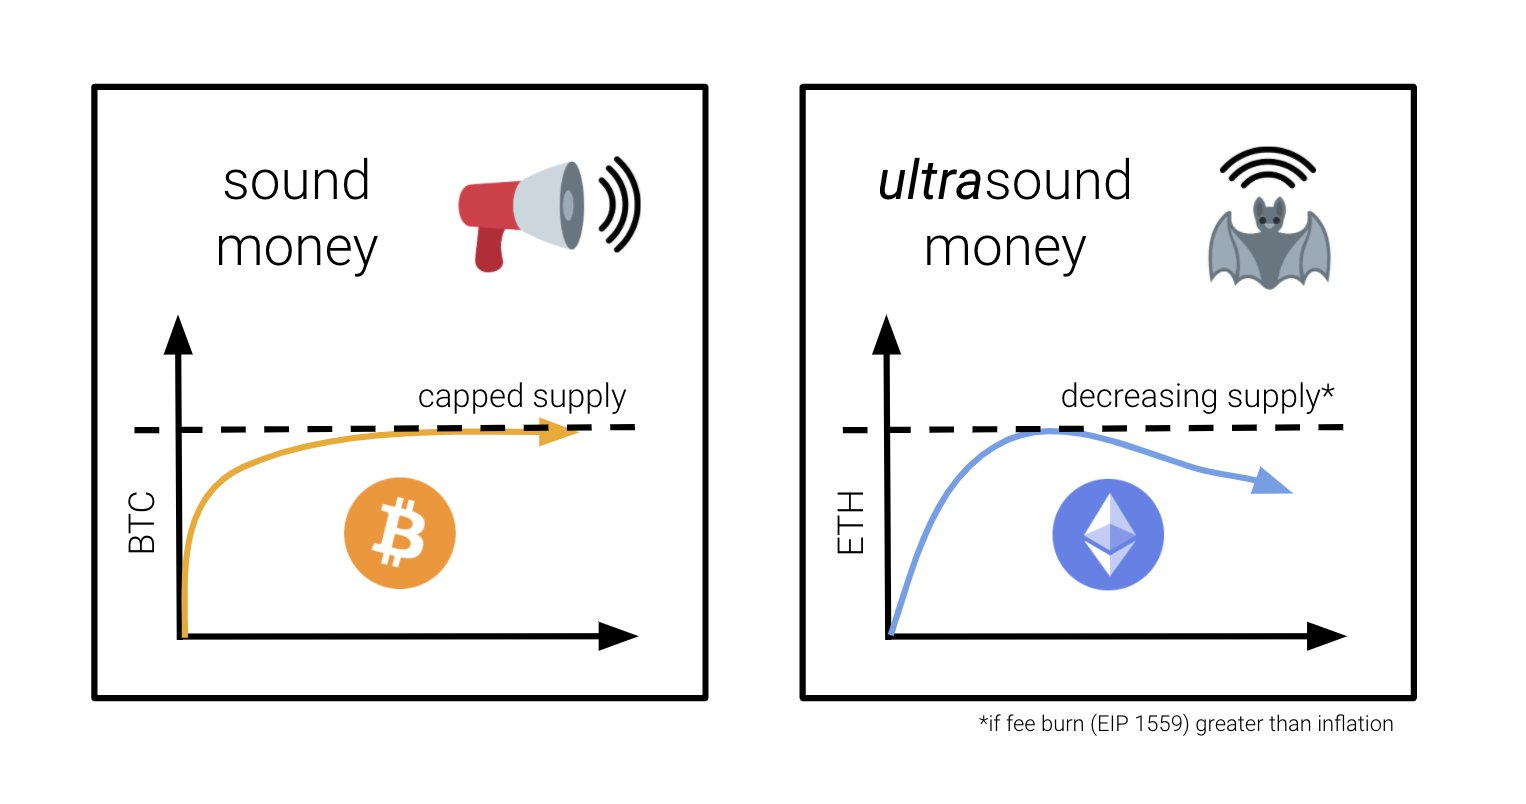 sound
money
capped supply
BTC
ultrasound
money
decreasing supply*
ETH
*if fee burn (EIP 1559) greater than inflation